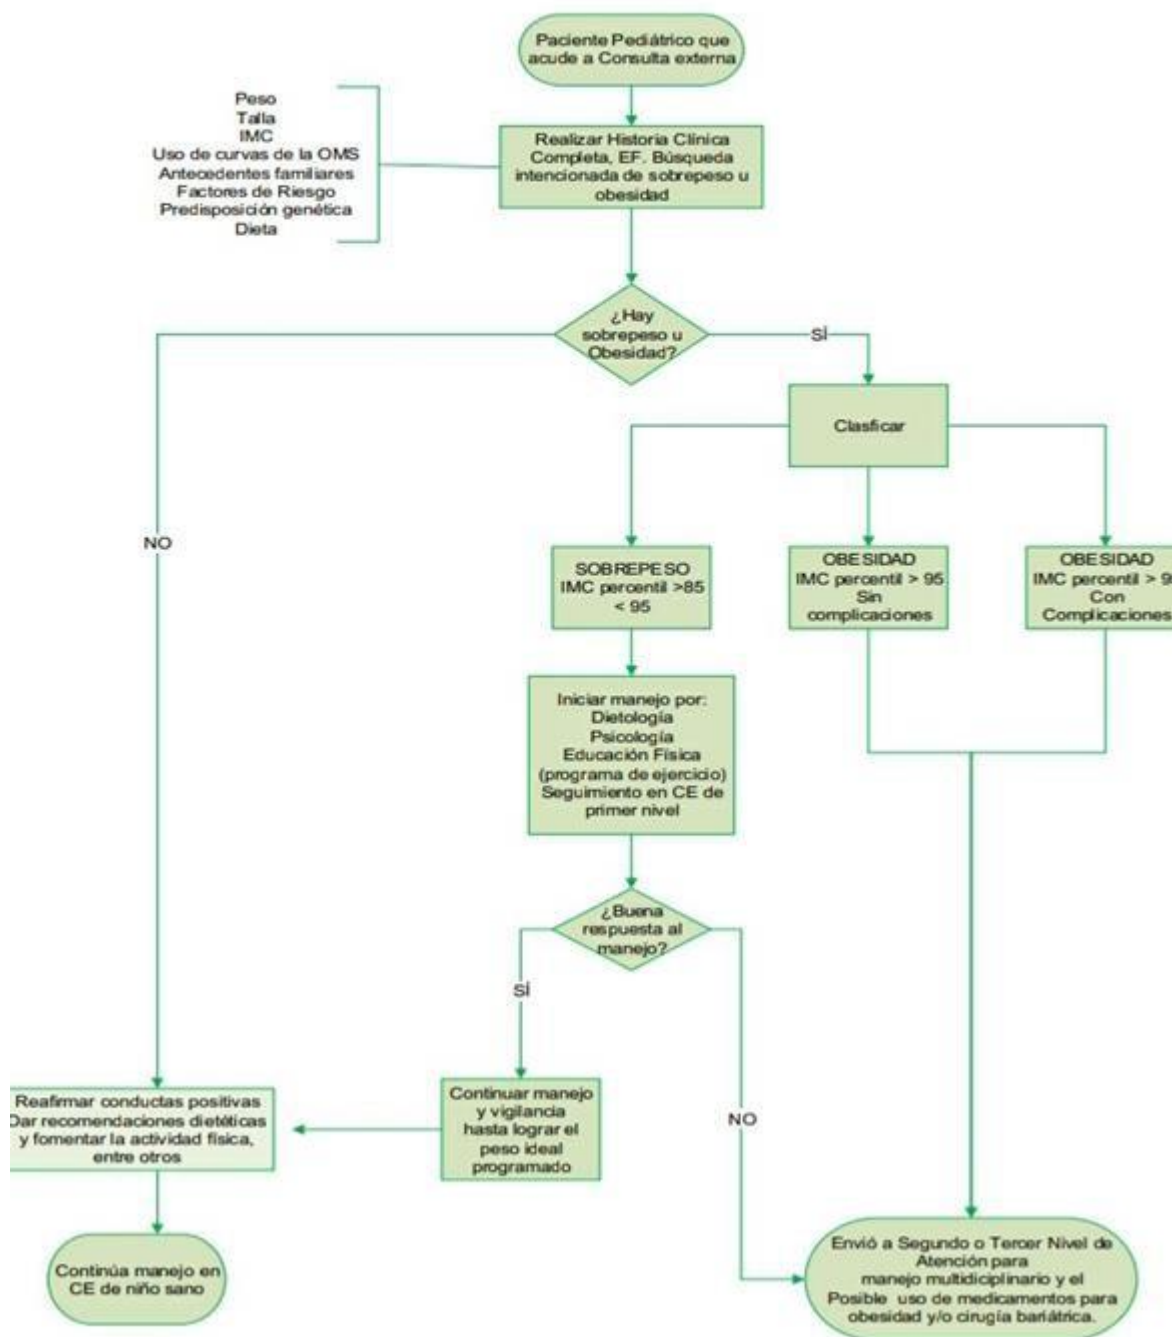 Paciente Pediátrico que
acude a Consulta externa
Peso
Talla
IMC
Uso de curvas de la OMS
Antecedentes familiares
Factores de Riesgo
Predisposición genética
Dieta
Realizar Historia Clínica
Completa, EF. Búsqueda
intencionada de sobrepeso u
obesidad
¿Hay
sobrepeso u
Obesidad?
SÍ
Clasficar
NO
SOBREPESO
IMC percentil >85
< 95
OBESIDAD
IMC percentil > 95
Sin
complicaciones
OBESIDAD
IMC percentil >
Con
Complicaciones
Iniciar manejo por:
Dietología
Psicología
Educación Física
(programa de ejercicio)
Seguimiento en CE de
primer nivel
¿Buena
respuesta al
manejo?
SÍ
NO
Reafirmar conductas positivas
Dar recomendaciones dietéticas
y fomentar la actividad física,
entre otros
Continuar manejo
y vigilancia
hasta lograr el
peso ideal
programado
Continúa manejo en
CE de niño sano
Envió a Segundo o Tercer Nivel de
Atención para
manejo multidiciplinario y el
Posible uso de medicamentos para
obesidad y/o cirugía bariátrica.